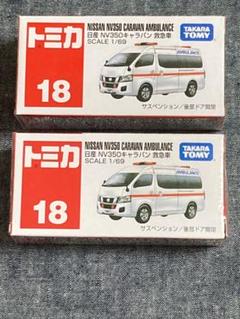 トミカ
18
NISSAN NV350 CARAVAN AMBULANCE
日産 NV350キャラバン 救急車
SCALE 1/69
TAKARA
TOMY
サスペンション/後部ドア開閉
トミカ
18
NISSAN NV350 CARAVAN AMBULANCE
日産 NV350キャラバン 救急車
SCALE 1/69
TAKARA
TOMY
サスペンション/後部ドア開閉